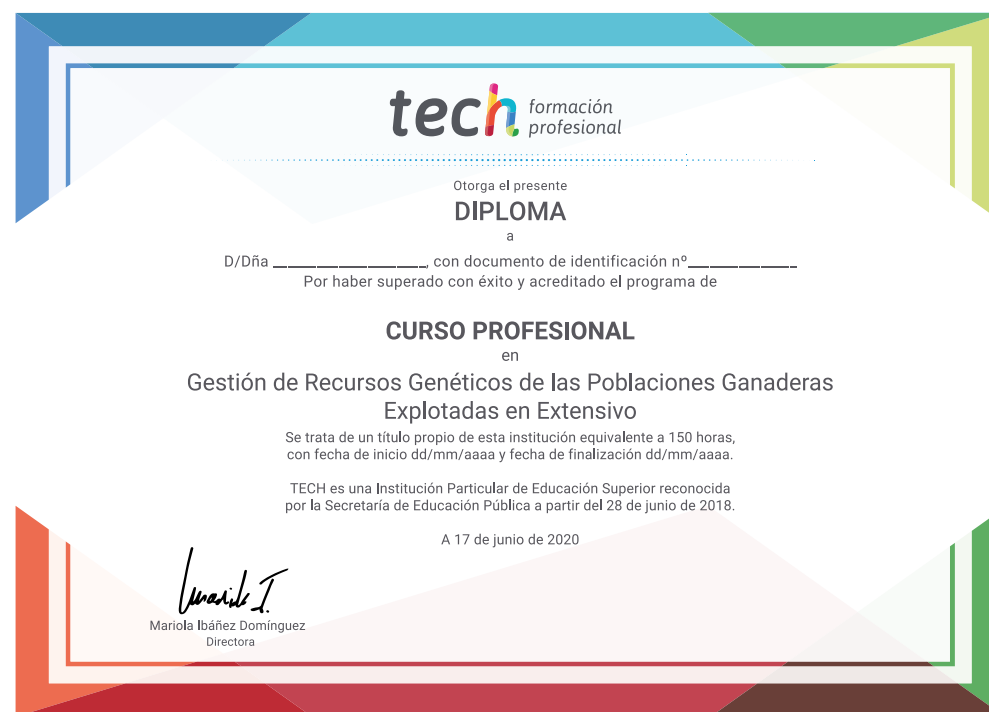 tech formación
profesional
Otorga el presente
DIPLOMA
a
D/Dña ____________________, con documento de identificación nº______________
Por haber superado con éxito y acreditado el programa de
CURSO PROFESIONAL
en
Gestión de Recursos Genéticos de las Poblaciones Ganaderas
Explotadas en Extensivo
Se trata de un título propio de esta institución equivalente a 150 horas,
con fecha de inicio dd/mm/aaaa y fecha de finalización dd/mm/aaaa.
TECH es una Institución Particular de Educación Superior reconocida
por la Secretaría de Educación Pública a partir del 28 de junio de 2018.
A 17 de junio de 2020
Mariola Ibáñez Domínguez
Directora